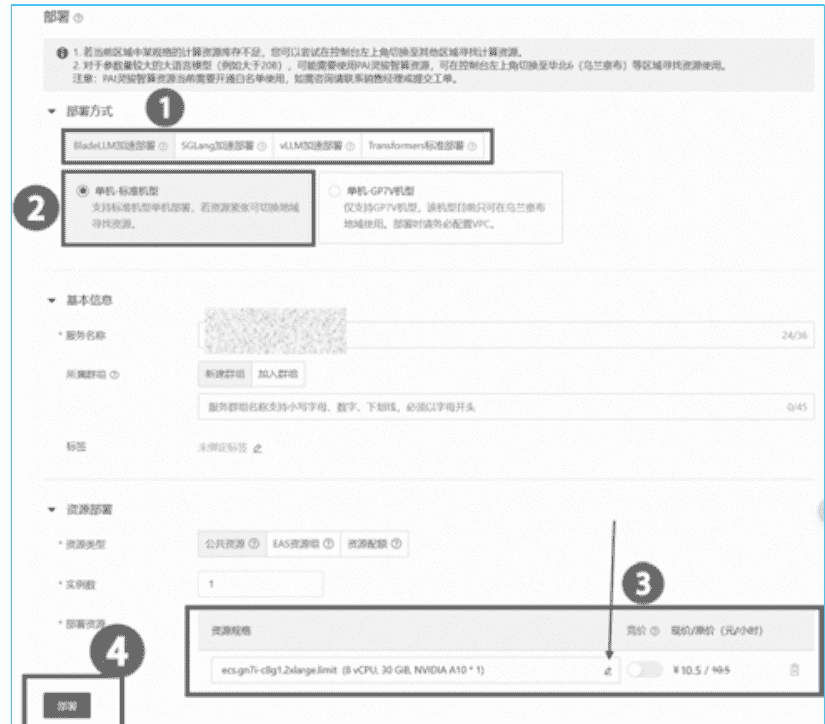 部署
1. 若当前区域中某规格的计算资源库存不足，您可以尝试在控制台左上角切换至其他区域寻找计算资源。
2. 对于参数量较大的大语言模型（例如大于20B），可能需要使用PAI灵骏智算资源，可在控制台左上角切换至华北6（乌兰察布）等区域寻找资源使用。
注意：PAI灵骏智算资源当前需要开通白名单使用，如需咨询请联系销售经理或提交工单。
部署方式
1
BladeLLM加速部署 SGLang加速部署 vLLM加速部署 Transformers标准部署
2
单机-标准机型 单机-GP7V机型
支持标准机型单机部署，若资源紧张可切换地域 仅支持GP7V机型，该机型目前只可在乌兰察布
寻找资源。 地域使用。部署时请务必配置VPC。
基本信息
* 服务名称 24/36
所属群组 新建群组 加入群组
服务群组名称支持小写字母、数字、下划线，必须以字母开头 0/45
标签 未绑定标签
资源部署
* 资源类型 公共资源 EAS资源组 资源配额
* 实例数 1
3
* 部署资源 资源规格 竞价 现价/原价（元/小时）
4
ecs.gn7i-c8g1.2xlarge.limit (8 vCPU, 30 GiB, NVIDIA A10 * 1) ¥10.5 / 10.5
部署